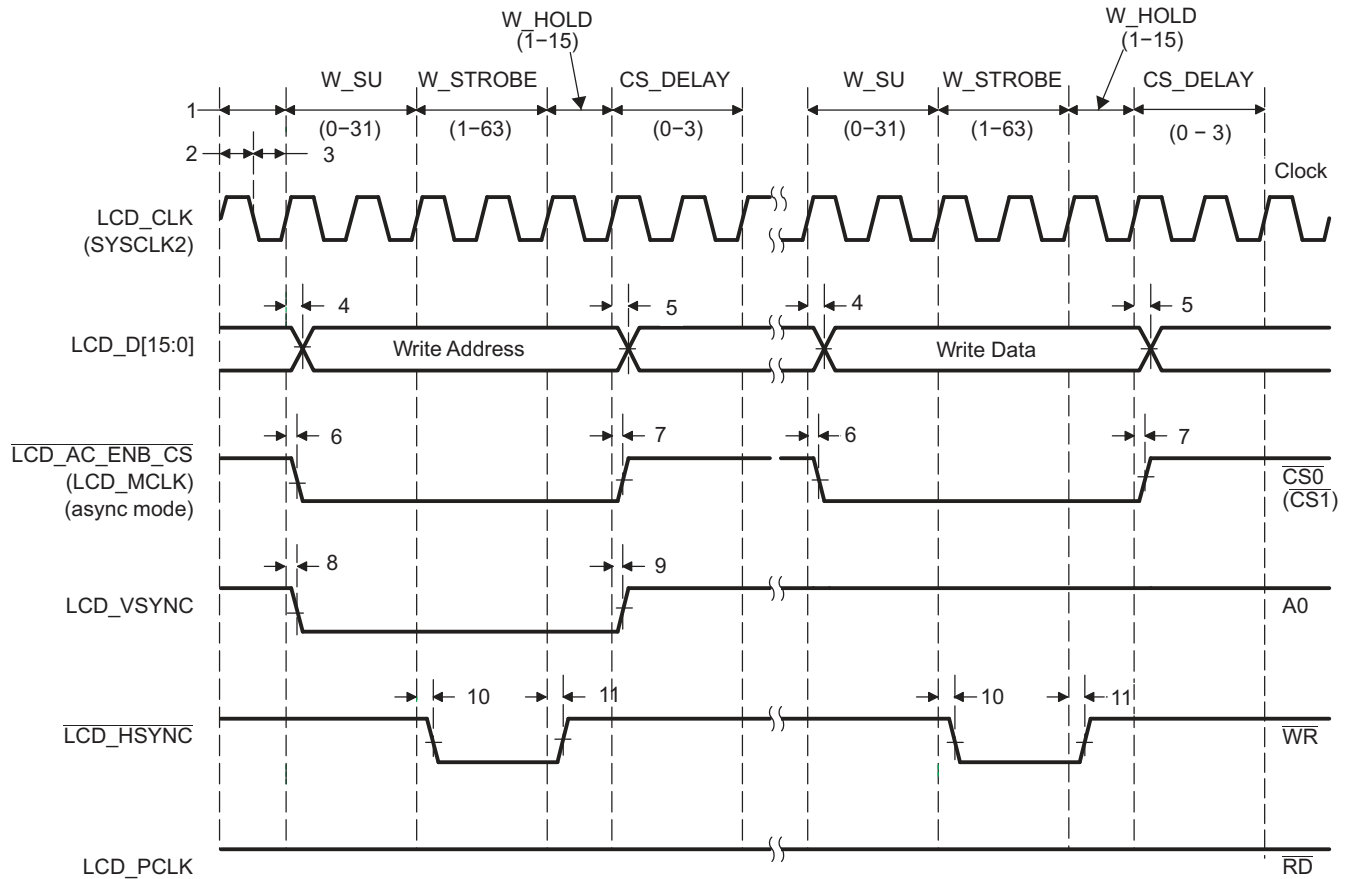 W_HOLD
(1−15)
W_HOLD
(1−15)
W_SU
W_STROBE
CS_DELAY
W_SU
W_STROBE
CS_DELAY
1
(0−31)
(1−63)
(0−3)
(0−31)
(1−63)
(0 − 3)
2
3
Clock
LCD_CLK
(SYSCLK2)
4
5
4
5
LCD_D[15:0]
Write Address
Write Data
6
7
6
7
LCD_AC_ENB_CS
(LCD_MCLK)
(async mode)
CS0
(CS1)
8
9
LCD_VSYNC
A0
10
11
10
11
LCD_HSYNC
WR
LCD_PCLK
RD